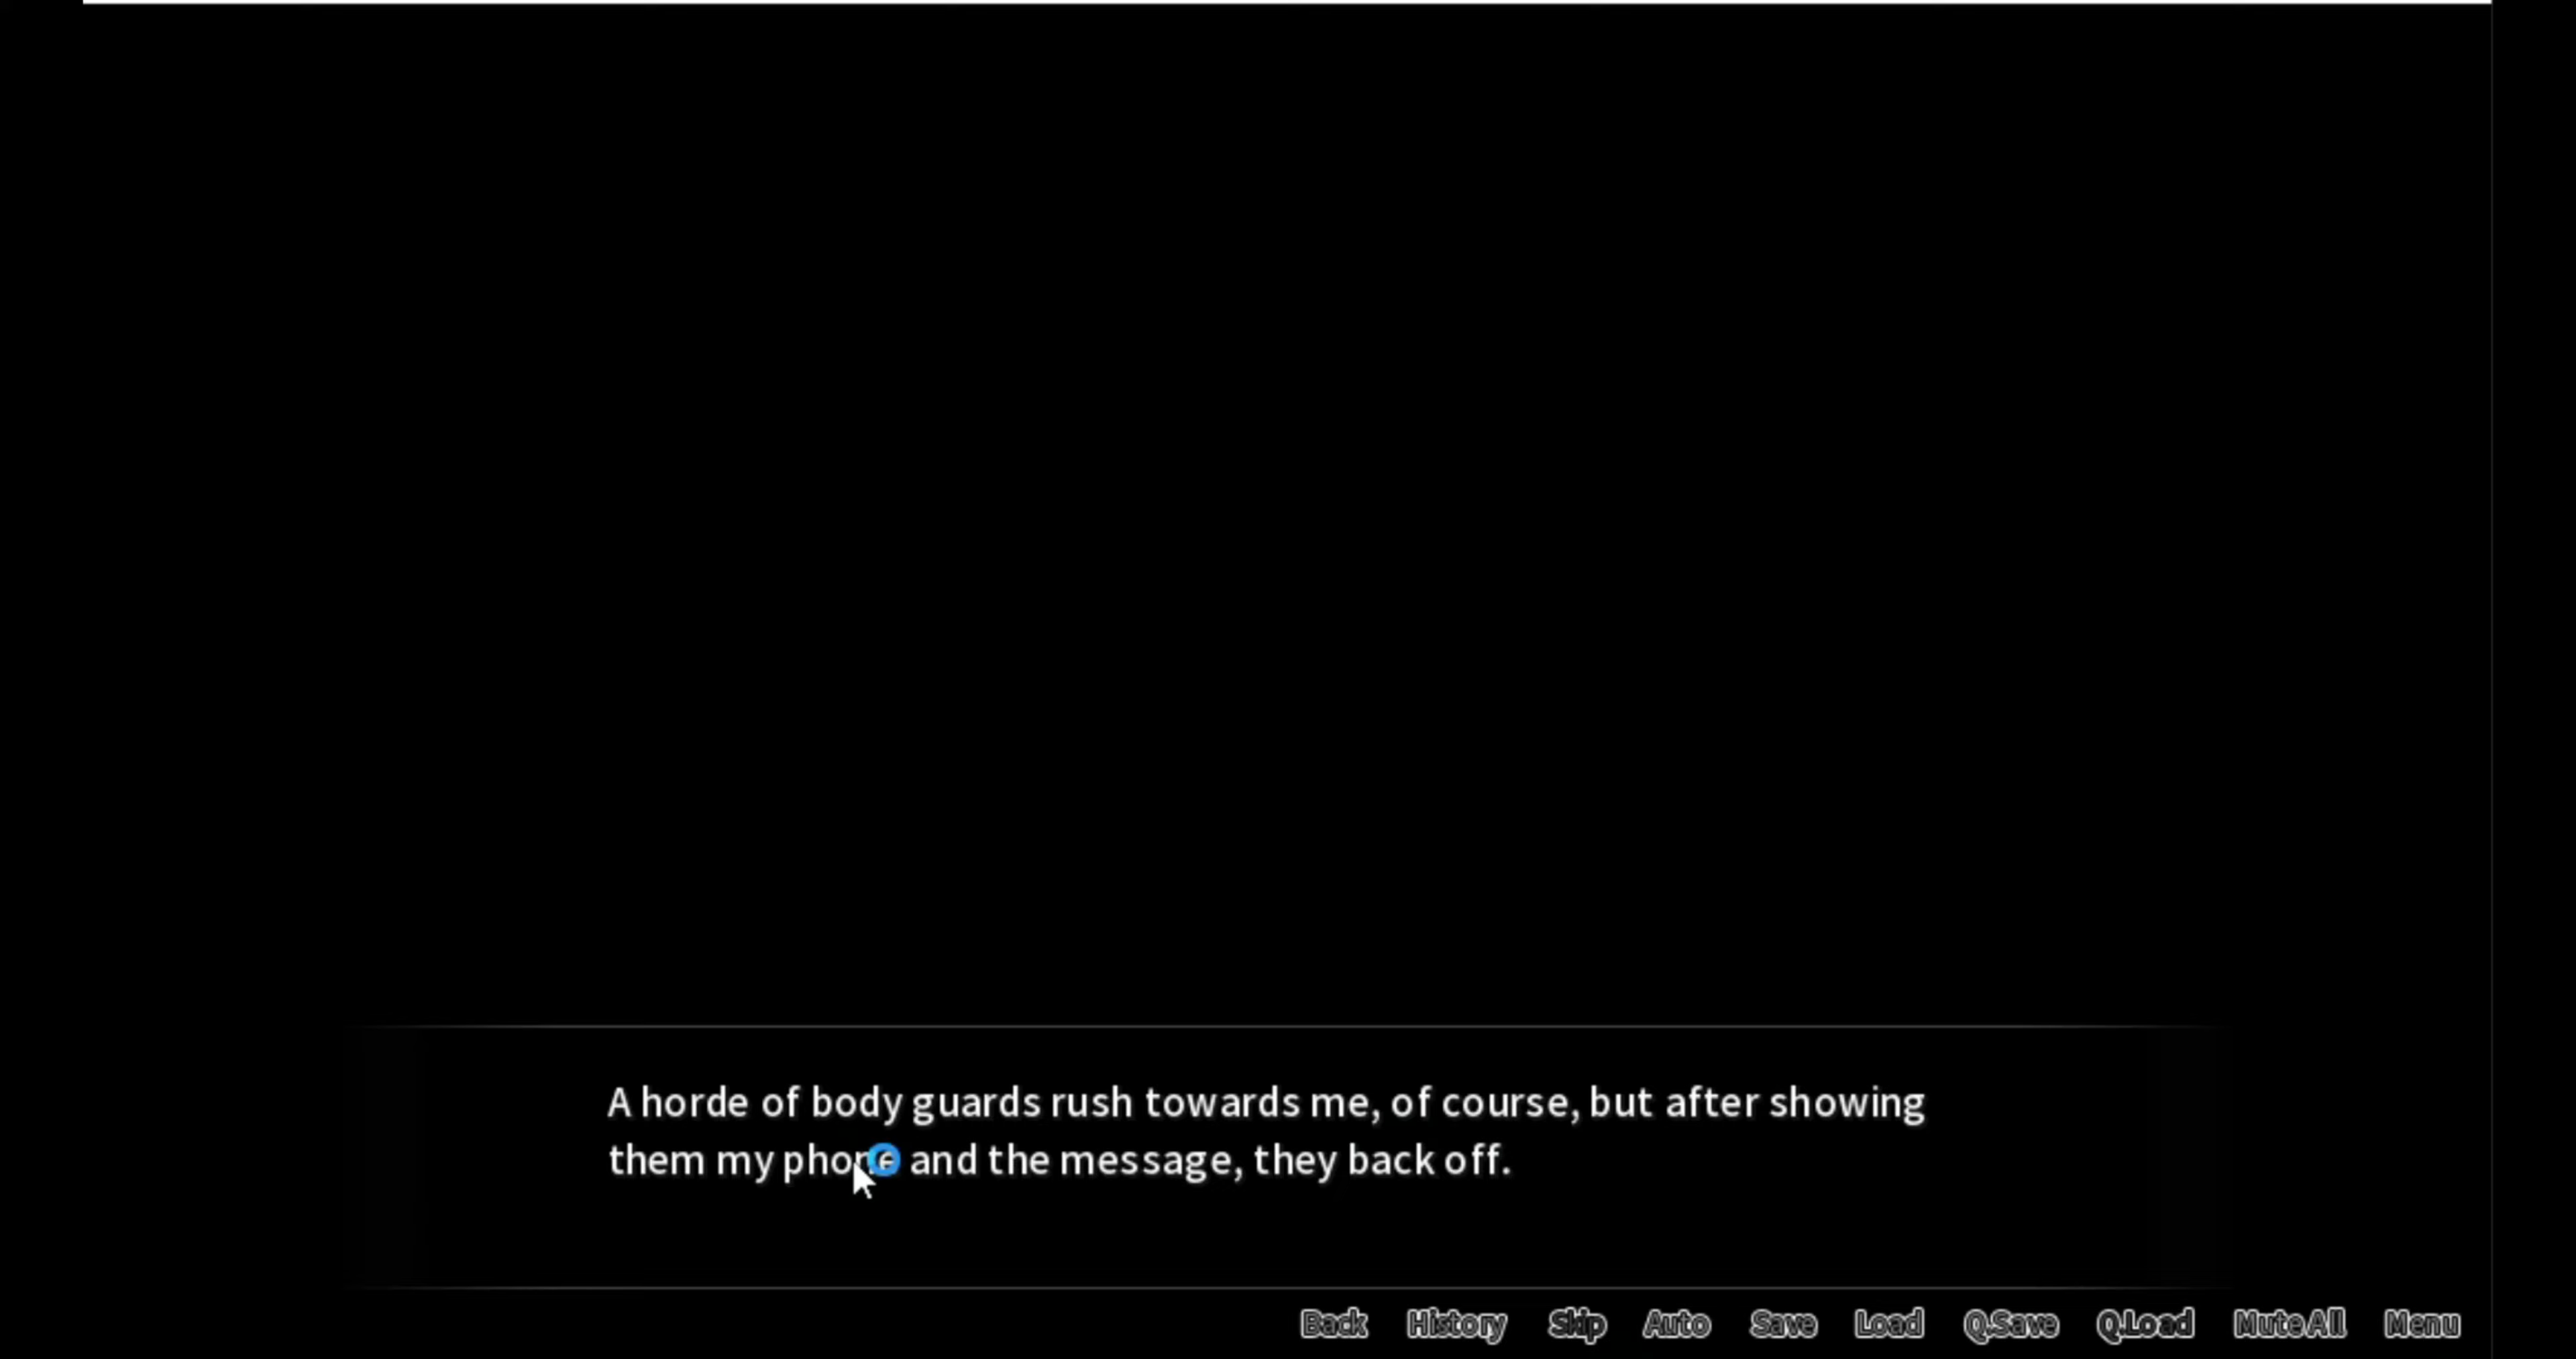 A horde of body guards rush towards me, of course, but after showing
them my phone and the message, they back off.
Back History Skip Auto Save Load Q.Save Q.Load Mute All Menu